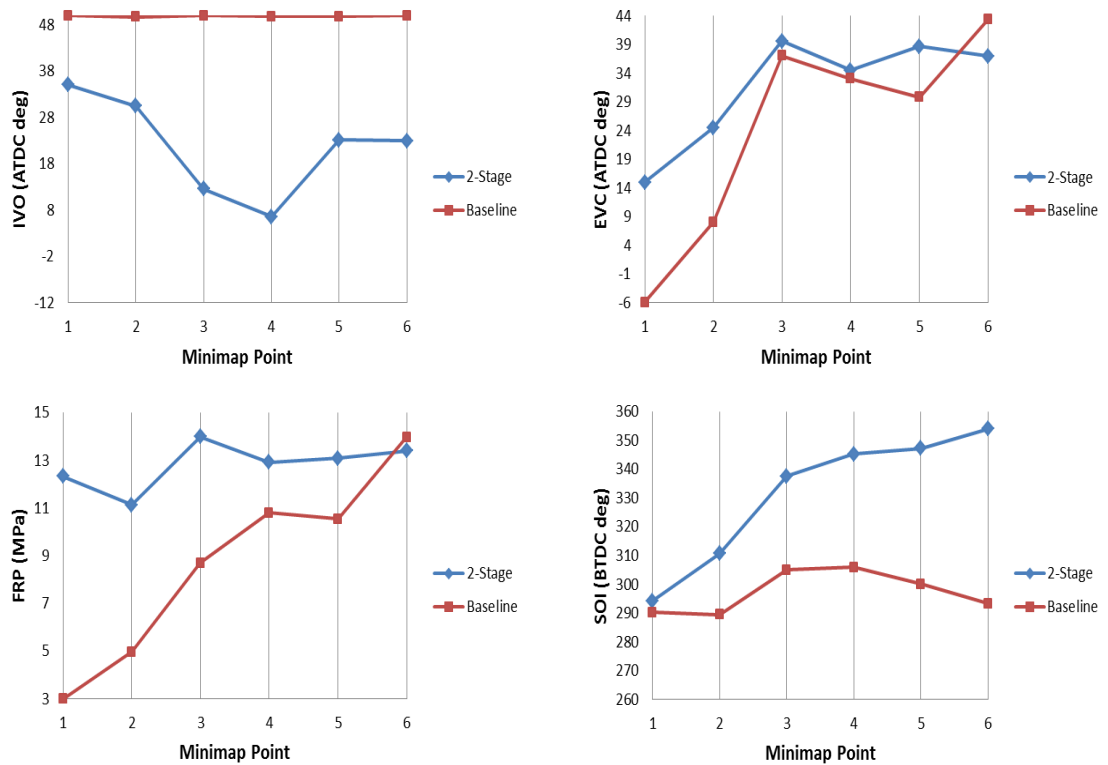 IVO (ATDC deg)
48
38
28
18
8
-2
-12
1 2 3 4 5 6
Minimap Point
2-Stage
Baseline
EVC (ATDC deg)
44
39
34
29
24
19
14
9
4
-1
-6
1 2 3 4 5 6
Minimap Point
2-Stage
Baseline
FRP (MPa)
15
13
11
9
7
5
3
1 2 3 4 5 6
Minimap Point
2-Stage
Baseline
SOI (BTDC deg)
360
350
340
330
320
310
300
290
280
270
260
1 2 3 4 5 6
Minimap Point
2-Stage
Baseline